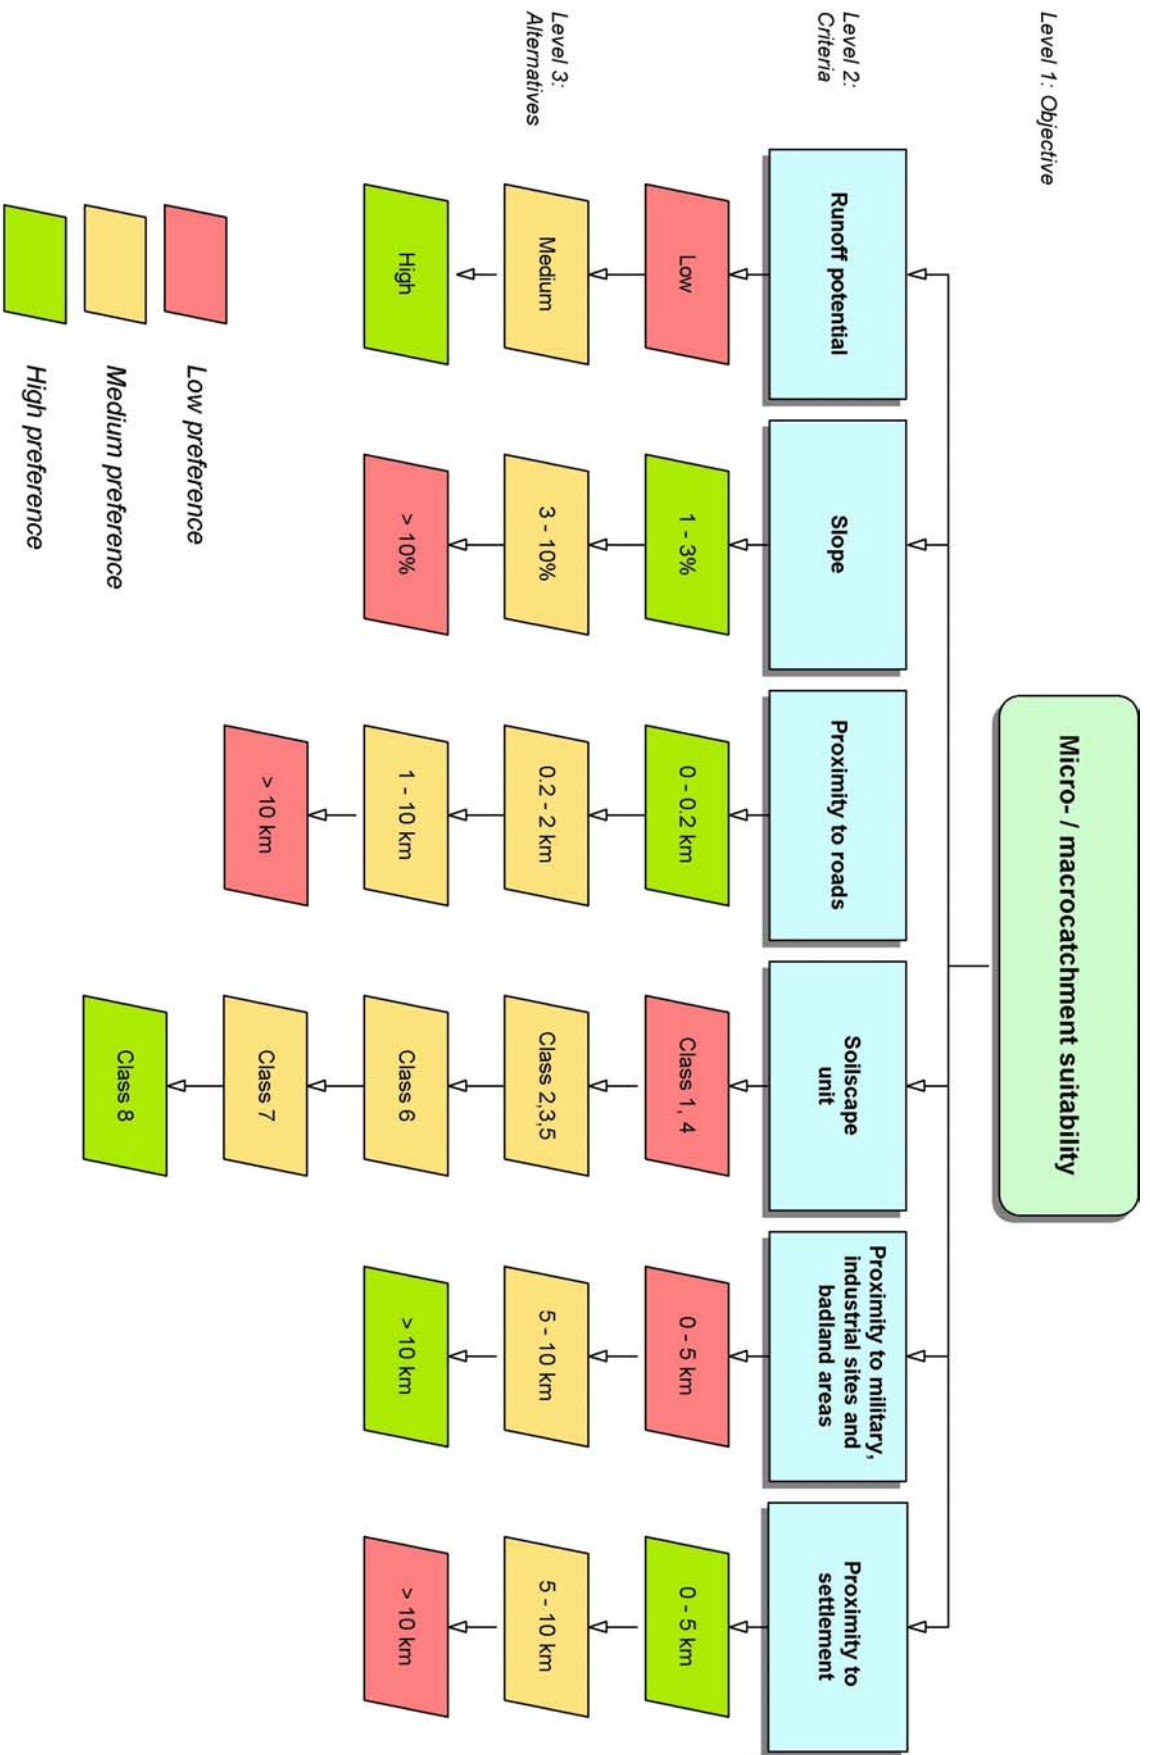 Level 1: Objective
Micro- / macrocatchment suitability
Level 2:
Criteria
Runoff potential
Slope
Proximity to roads
Soilscape
unit
Proximity to military,
industrial sites and
badland areas
Proximity to
settlement
Level 3:
Alternatives
Low
1 - 3%
0 - 0.2 km
Class 1, 4
0 - 5 km
0 - 5 km
Medium
3 - 10%
0.2 - 2 km
Class 2,3,5
5 - 10 km
5 - 10 km
High
> 10%
1 - 10 km
Class 6
> 10 km
> 10 km
> 10 km
Class 7
Class 8
Low preference
Medium preference
High preference